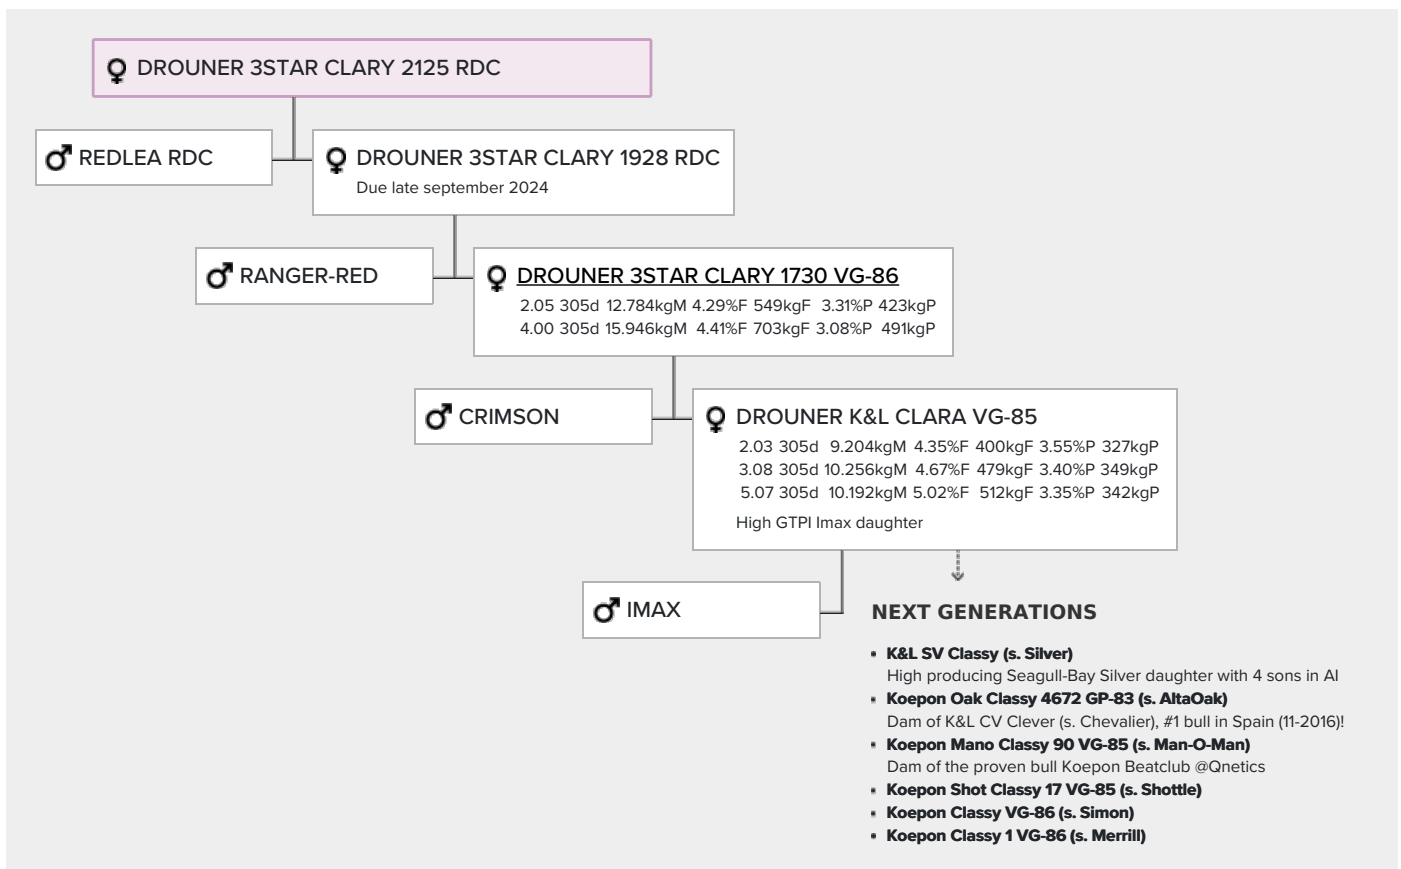 DROUNER 3STAR CLARY 2125 RDC
REDLEA RDC
DROUNER 3STAR CLARY 1928 RDC
Due late september 2024
RANGER-RED
DROUNER 3STAR CLARY 1730 VG-86
2.05 305d 12.784kgM 4.29%F 549kgF 3.31%P 423kgP
4.00 305d 15.946kgM 4.41%F 703kgF 3.08%P 491kgP
CRIMSON
DROUNER K&L CLARA VG-85
2.03 305d 9.204kgM 4.35%F 400kgF 3.55%P 327kgP
3.08 305d 10.256kgM 4.67%F 479kgF 3.40%P 349kgP
5.07 305d 10.192kgM 5.02%F 512kgF 3.35%P 342kgP
High GTPI Imax daughter
IMAX
NEXT GENERATIONS
▪ K&L SV Classy (s. Silver)
High producing Seagull-Bay Silver daughter with 4 sons in AI
▪ Koepon Oak Classy 4672 GP-83 (s. AltaOak)
Dam of K&L CV Clever (s. Chevalier), #1 bull in Spain (11-2016)!
▪ Koepon Mano Classy 90 VG-85 (s. Man-O-Man)
Dam of the proven bull Koepon Beatclub @Qnetics
▪ Koepon Shot Classy 17 VG-85 (s. Shottle)
▪ Koepon Classy VG-86 (s. Simon)
▪ Koepon Classy 1 VG-86 (s. Merrill)